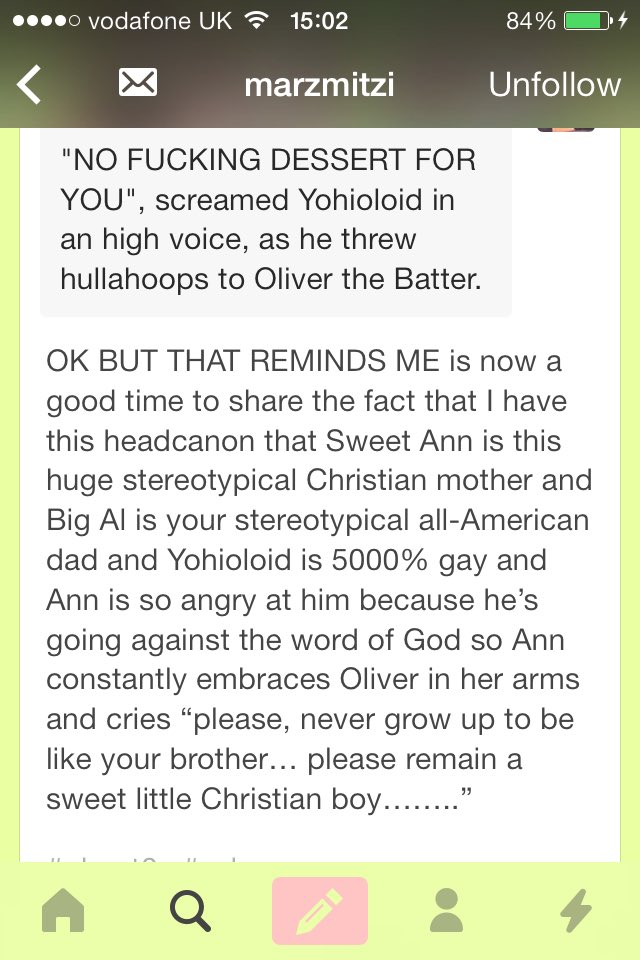 vodafone UK 15:02 84%
marzmitzi Unfollow
"NO FUCKING DESSERT FOR
YOU", screamed Yohioloid in
an high voice, as he threw
hullahoops to Oliver the Batter.
OK BUT THAT REMINDS ME is now a
good time to share the fact that I have
this headcanon that Sweet Ann is this
huge stereotypical Christian mother and
Big Al is your stereotypical all-American
dad and Yohioloid is 5000% gay and
Ann is so angry at him because he’s
going against the word of God so Ann
constantly embraces Oliver in her arms
and cries “please, never grow up to be
like your brother… please remain a
sweet little Christian boy……..”